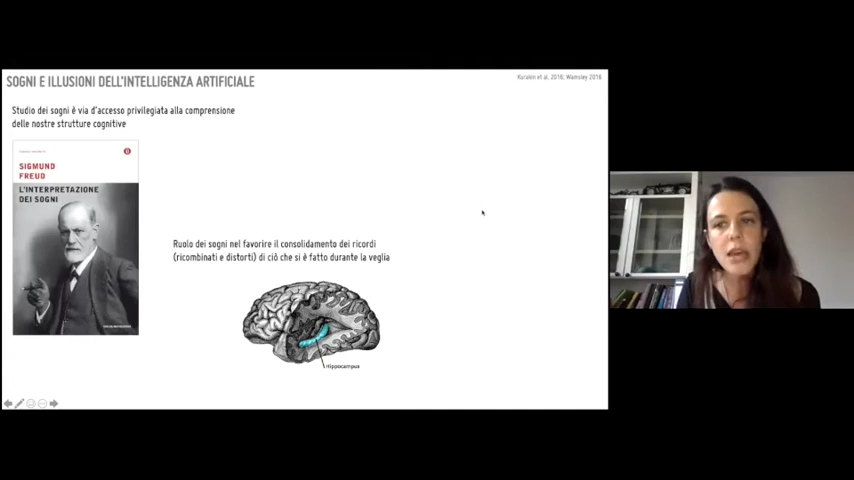 SOGNI E ILLUSIONI DELL'INTELLIGENZA ARTIFICIALE
Kurakin et al. 2016; Wamsley 2016
Studio dei sogni è via d'accesso privilegiata alla comprensione
delle nostre strutture cognitive
SIGMUND
FREUD
L'INTERPRETAZIONE
DEI SOGNI
Ruolo dei sogni nel favorire il consolidamento dei ricordi
(ricombinati e distorti) di ciò che si è fatto durante la veglia
Hippocampus